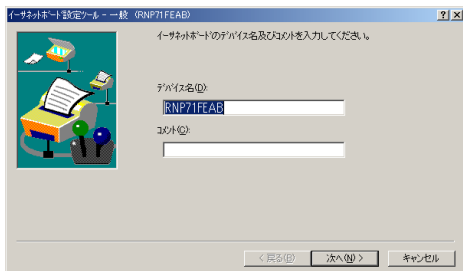 ｲｰｻﾈｯﾄﾎﾞｰﾄﾞ設定ﾂｰﾙ - 一般 (RNP71FEAB)
ｲｰｻﾈｯﾄﾎﾞｰﾄﾞのﾃﾞﾊﾞｲｽ名及びｺﾒﾝﾄを入力してください。
ﾃﾞﾊﾞｲｽ名(D):
RNP71FEAB
ｺﾒﾝﾄ(C):
< 戻る(B)  次へ(N) >  キャンセル